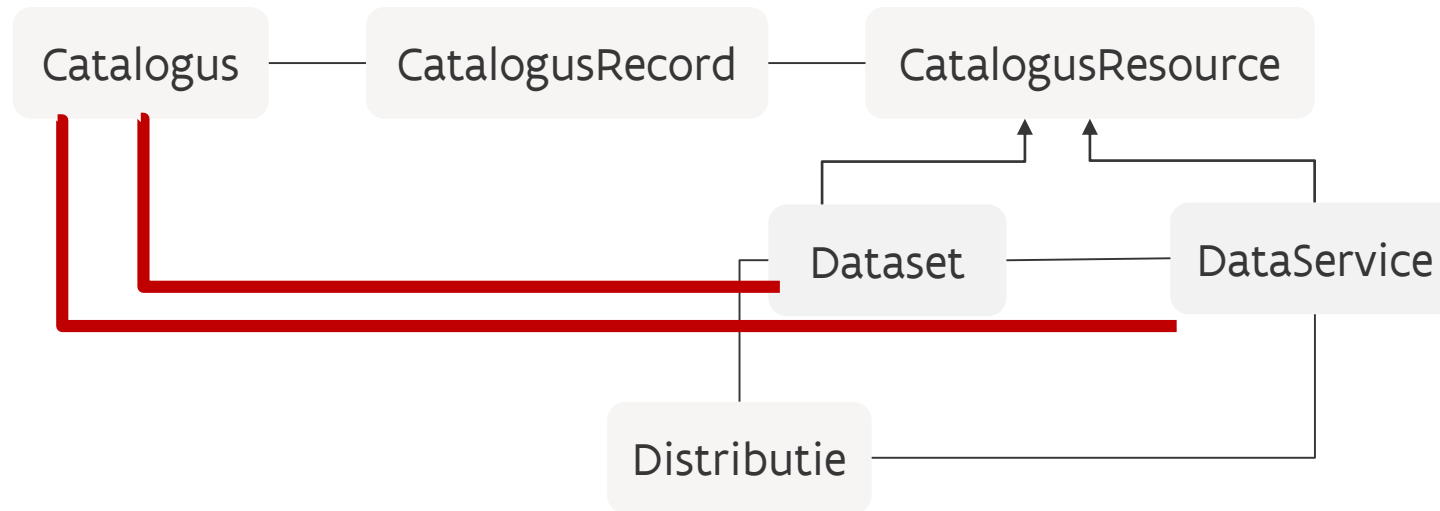 Catalogus
CatalogusRecord
CatalogusResource
Dataset
DataService
Distributie